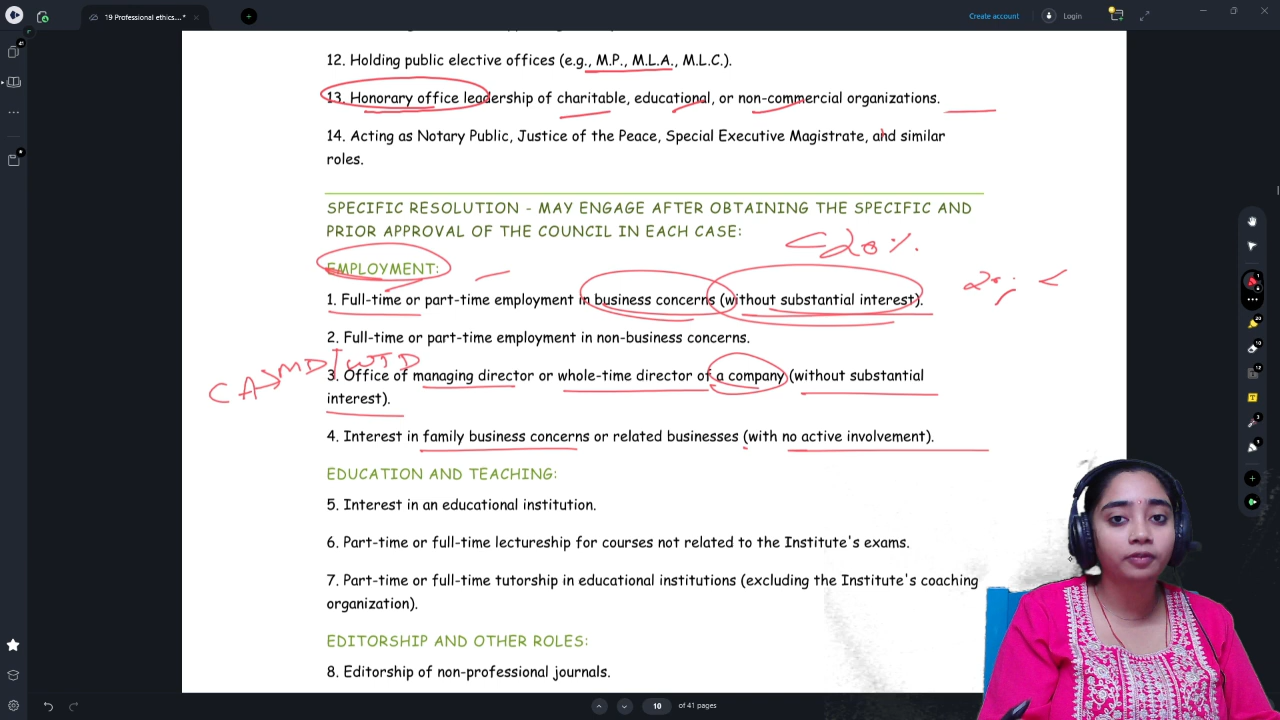 19 Professional ethics....*
Create account
Login
12. Holding public elective offices (e.g., M.P., M.L.A., M.L.C.).
13. Honorary office leadership of charitable, educational, or non-commercial organizations.
14. Acting as Notary Public, Justice of the Peace, Special Executive Magistrate, and similar
roles.
SPECIFIC RESOLUTION - MAY ENGAGE AFTER OBTAINING THE SPECIFIC AND
PRIOR APPROVAL OF THE COUNCIL IN EACH CASE:
<20%.
EMPLOYMENT:
1. Full-time or part-time employment in business concerns (without substantial interest).
2. Full-time or part-time employment in non-business concerns.
CA > MD/WTD
3. Office of managing director or whole-time director of a company (without substantial
interest).
4. Interest in family business concerns or related businesses (with no active involvement).
EDUCATION AND TEACHING:
5. Interest in an educational institution.
6. Part-time or full-time lectureship for courses not related to the Institute's exams.
7. Part-time or full-time tutorship in educational institutions (excluding the Institute's coaching
organization).
EDITORSHIP AND OTHER ROLES:
8. Editorship of non-professional journals.
10 of 41 pages